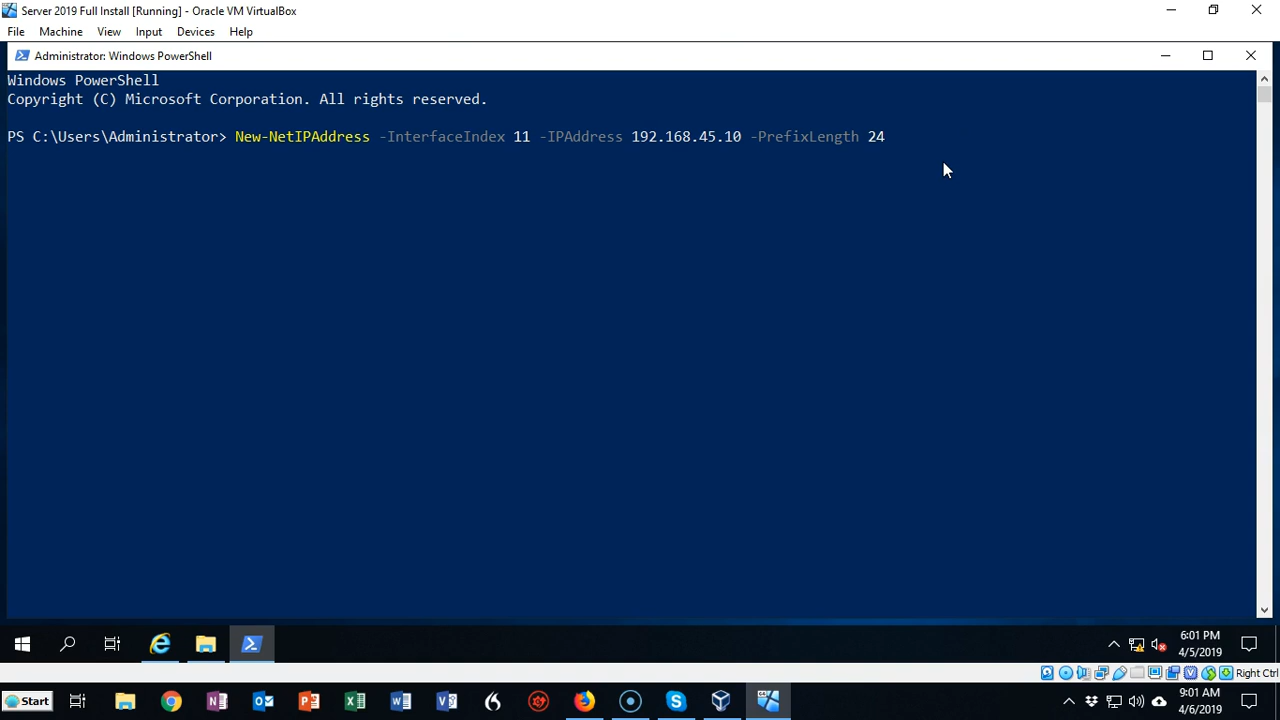 Server 2019 Full Install [Running] - Oracle VM VirtualBox
File Machine View Input Devices Help
Administrator: Windows PowerShell
Windows PowerShell
Copyright (C) Microsoft Corporation. All rights reserved.
PS C:\Users\Administrator> New-NetIPAddress -InterfaceIndex 11 -IPAddress 192.168.45.10 -PrefixLength 24
6:01 PM
4/5/2019
Right Ctrl
Start
9:01 AM
4/6/2019